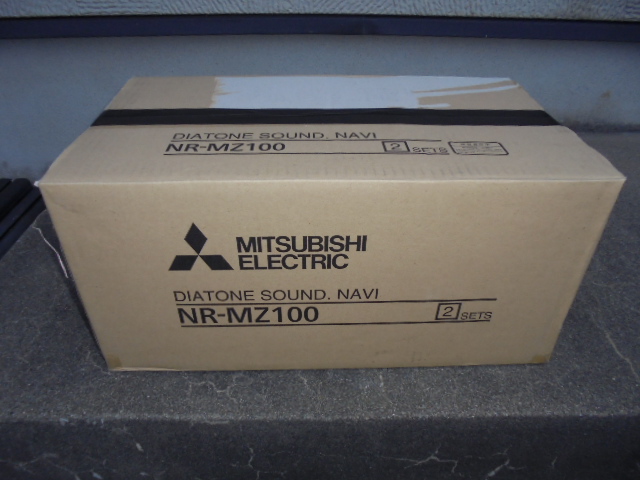 DIATONE SOUND. NAVI
NR-MZ100 2 SETS
MITSUBISHI
ELECTRIC
DIATONE SOUND. NAVI
NR-MZ100 2 SETS